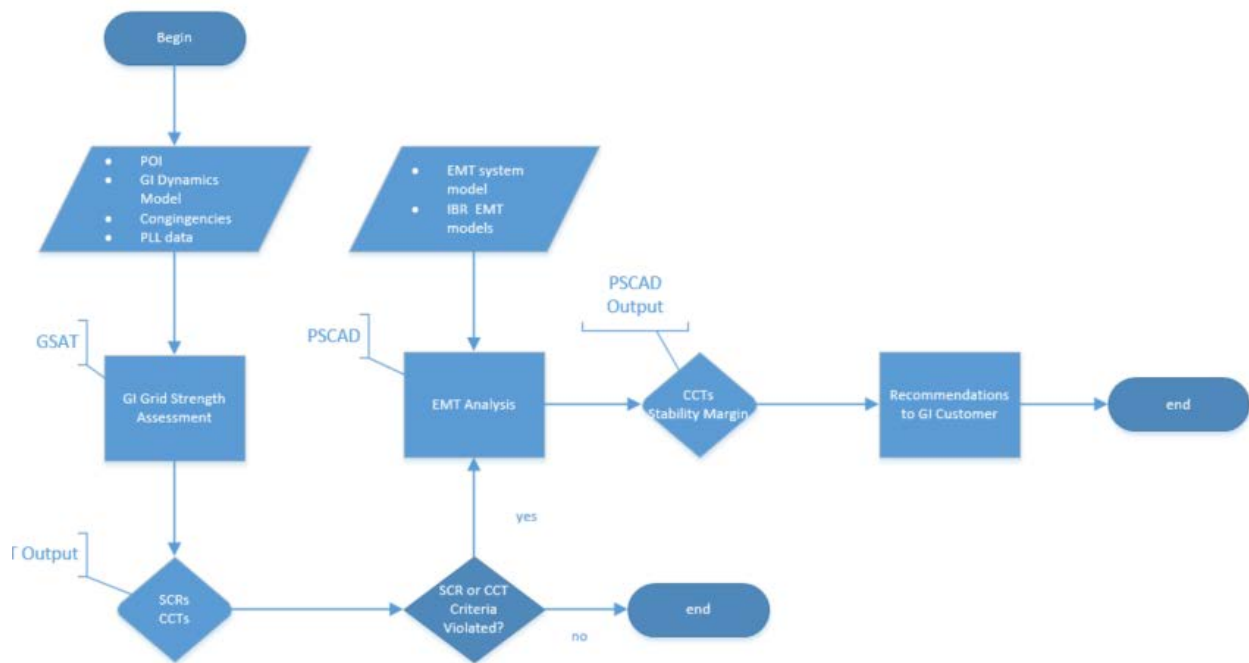 Begin
POI
GI Dynamics
Model
Congingencies
PLL data
EMT system
model
IBR EMT
models
GSAT
GI Grid Strength
Assessment
PSCAD
EMT Analysis
PSCAD
Output
CCTs
Stability Margin
Recommendations
to GI Customer
end
T Output
SCRs
CCTs
SCR or CCT
Criteria
Violated?
yes
no
end